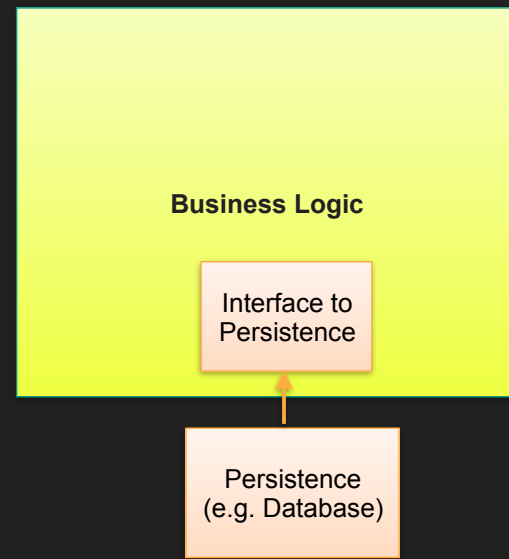 Business Logic
Interface to
Persistence
Persistence
(e.g. Database)